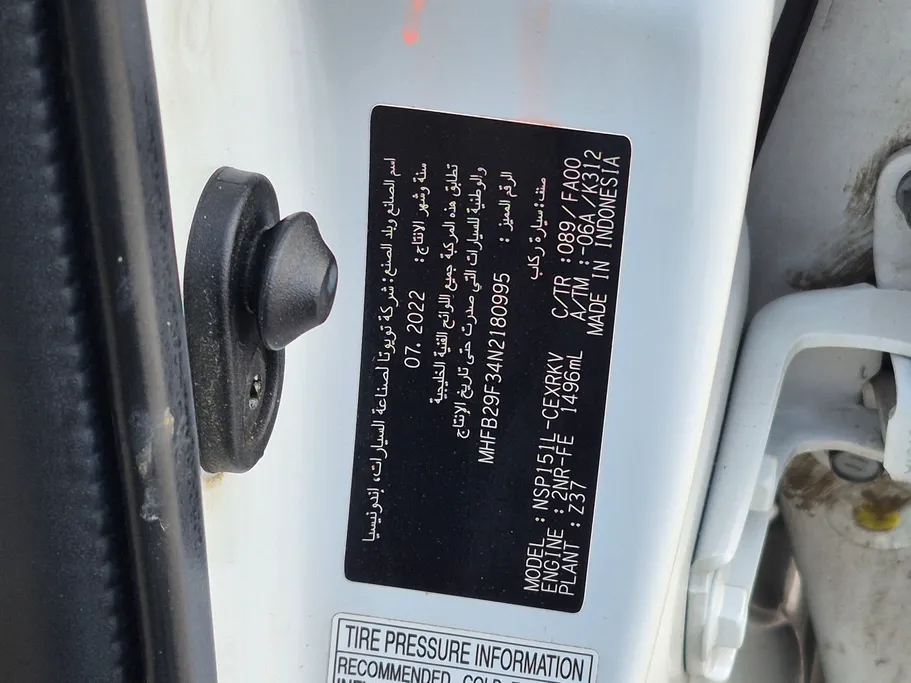 اسم الصانع وبلد الصنع: شركة تويوتا لصناعة السيارات، إندونيسيا
سنة وشهر الإنتاج: 07.2022
تطابق هذه المركبة جميع اللوائح الفنية الخليجية
والوطنية للسيارات التي صدرت حتى تاريخ الإنتاج
الرقم المميز : MHFB29F34N2180995
صنف: سيارة ركاب
MODEL : NSP151L-CEXRKV C/TR :089/FA00
ENGINE : 2NR-FE 1496mL A/TM :-06A/K312
PLANT : Z37 MADE IN INDONESIA
TIRE PRESSURE INFORMATION
RECOMMENDED COLD